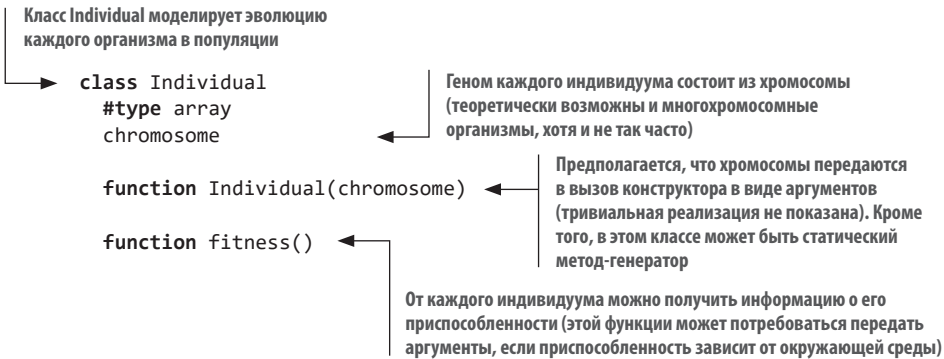 Класс Individual моделирует эволюцию
каждого организма в популяции
class Individual
#type array
chromosome
Геном каждого индивидуума состоит из хромосомы
(теоретически возможны и многохромосомные
организмы, хотя и не так часто)
function Individual(chromosome)
Предполагается, что хромосомы передаются
в вызов конструктора в виде аргументов
(тривиальная реализация не показана). Кроме
того, в этом классе может быть статический
метод-генератор
function fitness()
От каждого индивидуума можно получить информацию о его
приспособленности (этой функции может потребоваться передать
аргументы, если приспособленность зависит от окружающей среды)